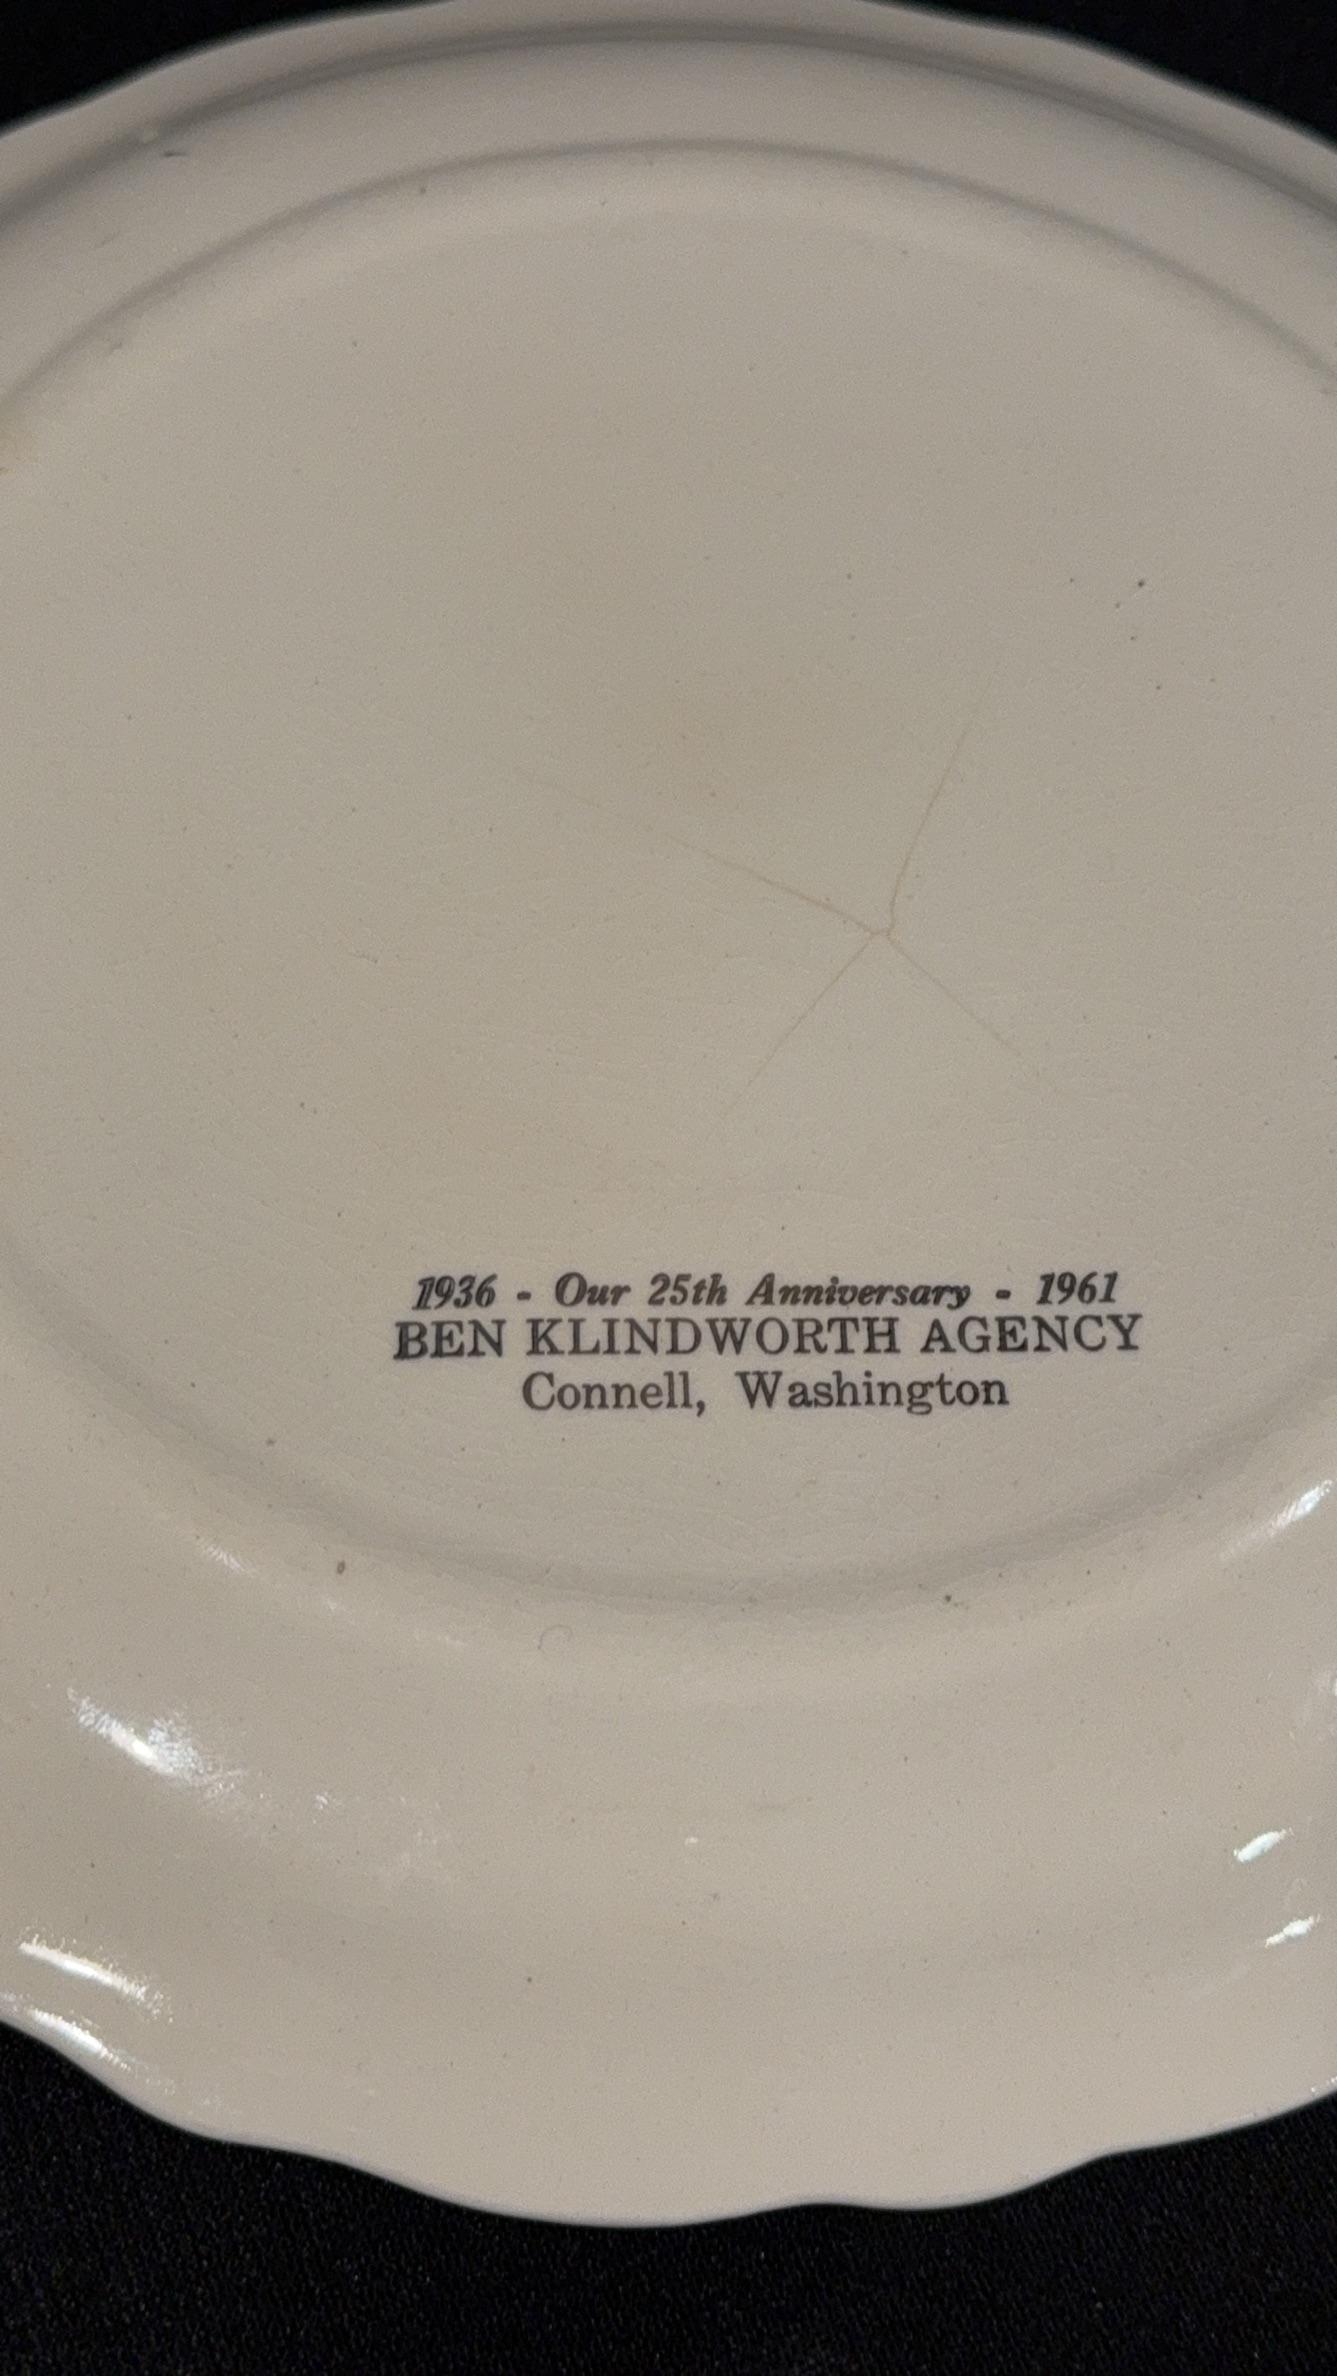 1936 - Our 25th Anniversary - 1961
BEN KLINDWORTH AGENCY
Connell, Washington